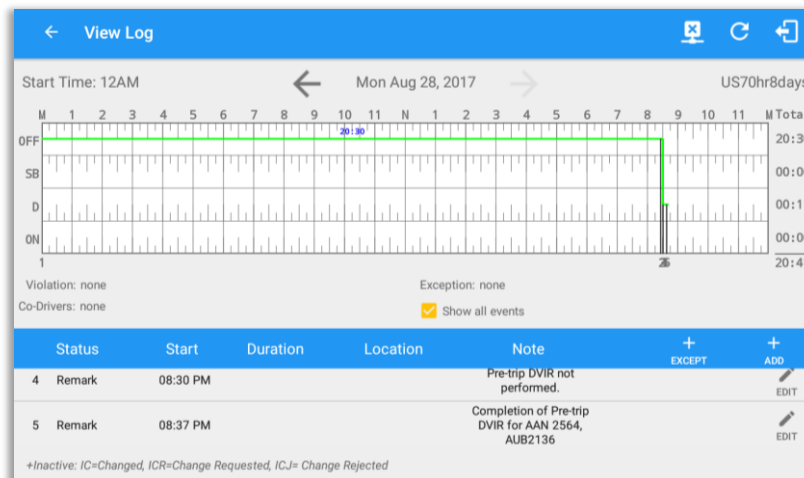 View Log
Start Time: 12AM Mon Aug 28, 2017 US70hr8days
M 1 2 3 4 5 6 7 8 9 10 11 N 1 2 3 4 5 6 7 8 9 10 11 M Tota
OFF 20:30 20:3
SB 00:0
D 00:1
ON 00:0
1 20:4
Violation: none Exception: none
Co-Drivers: none Show all events
Status Start Duration Location Note + EXCEPT + ADD
4 Remark 08:30 PM Pre-trip DVIR not
performed. EDIT
5 Remark 08:37 PM Completion of Pre-trip
DVIR for AAN 2564,
AUB2136 EDIT
+Inactive: IC=Changed, ICR=Change Requested, ICJ= Change Rejected